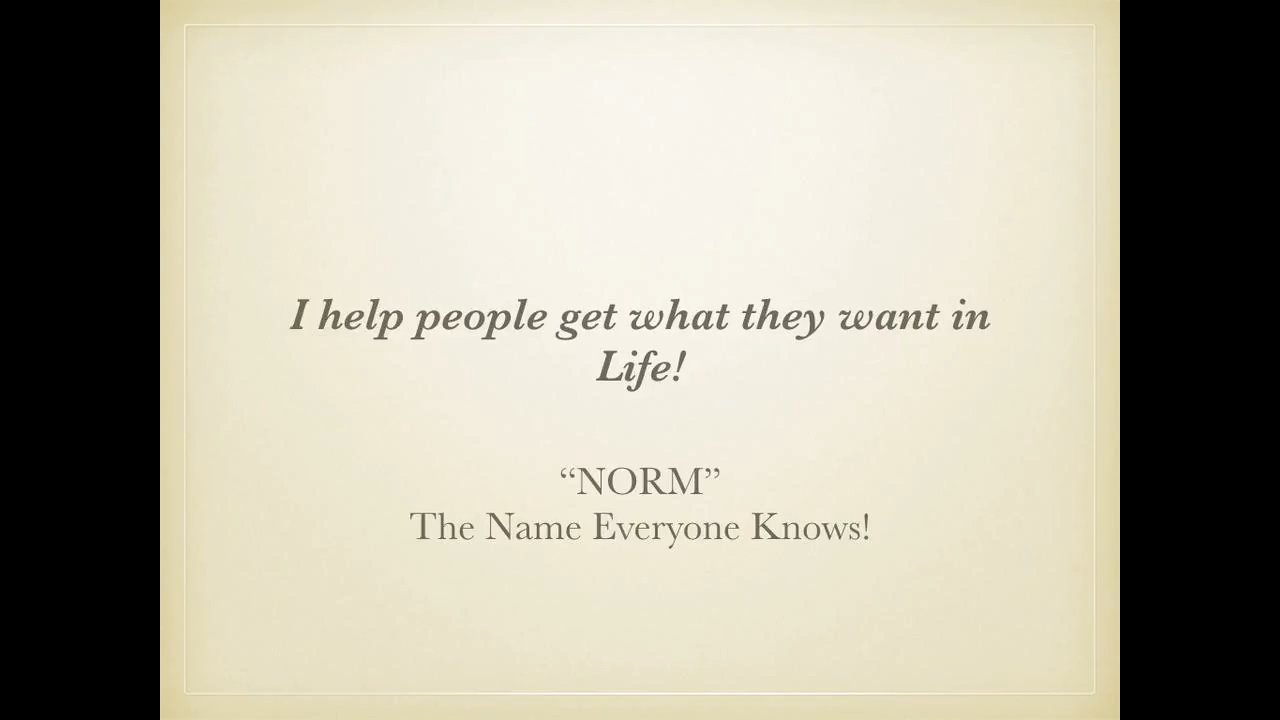 I help people get what they want in
Life!
“NORM”
The Name Everyone Knows!